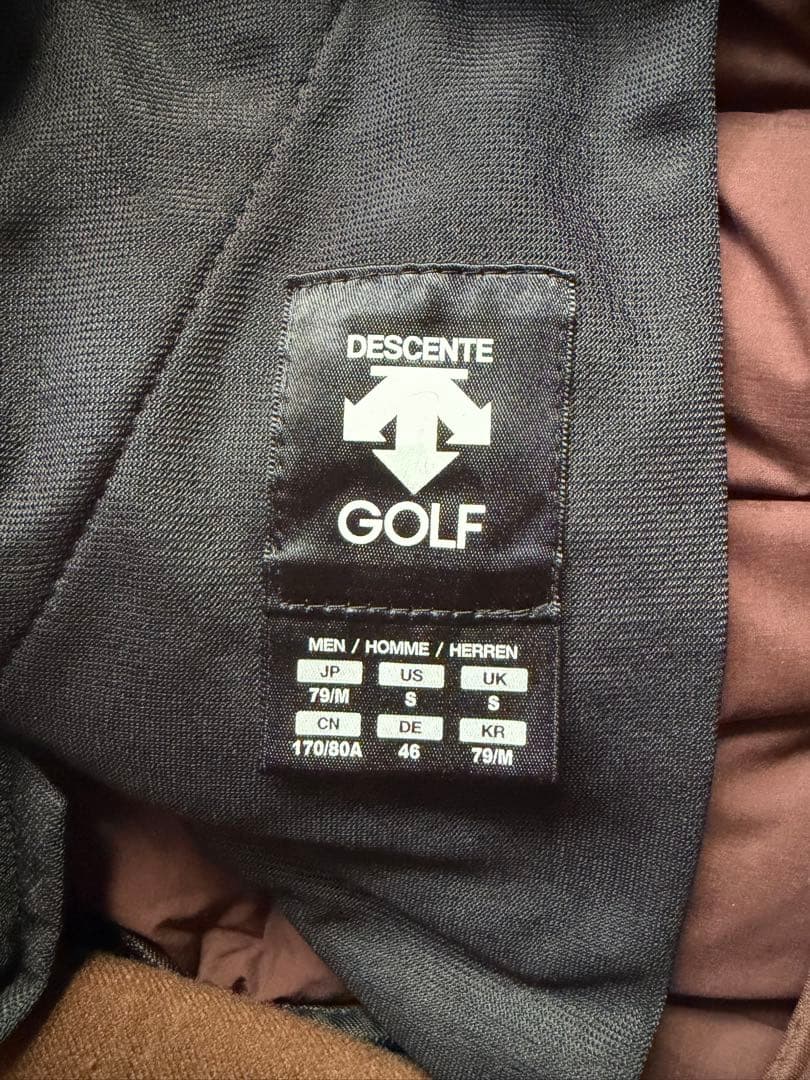 DESCENTE
GOLF
MEN / HOMME / HERREN
JP US UK
79/M S S
CN DE KR
170/80A 46 79/M